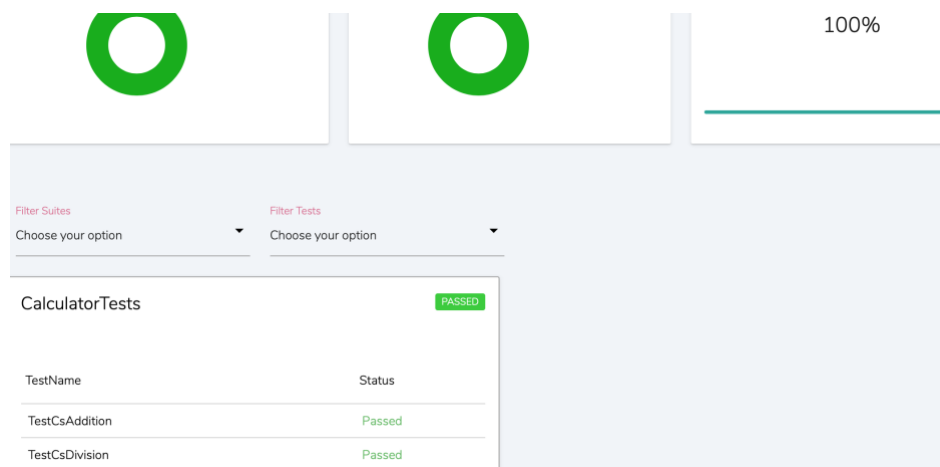 100%
Filter Suites
Filter Tests
Choose your option
Choose your option
CalculatorTests
PASSED
TestName
Status
TestCsAddition
Passed
TestCsDivision
Passed